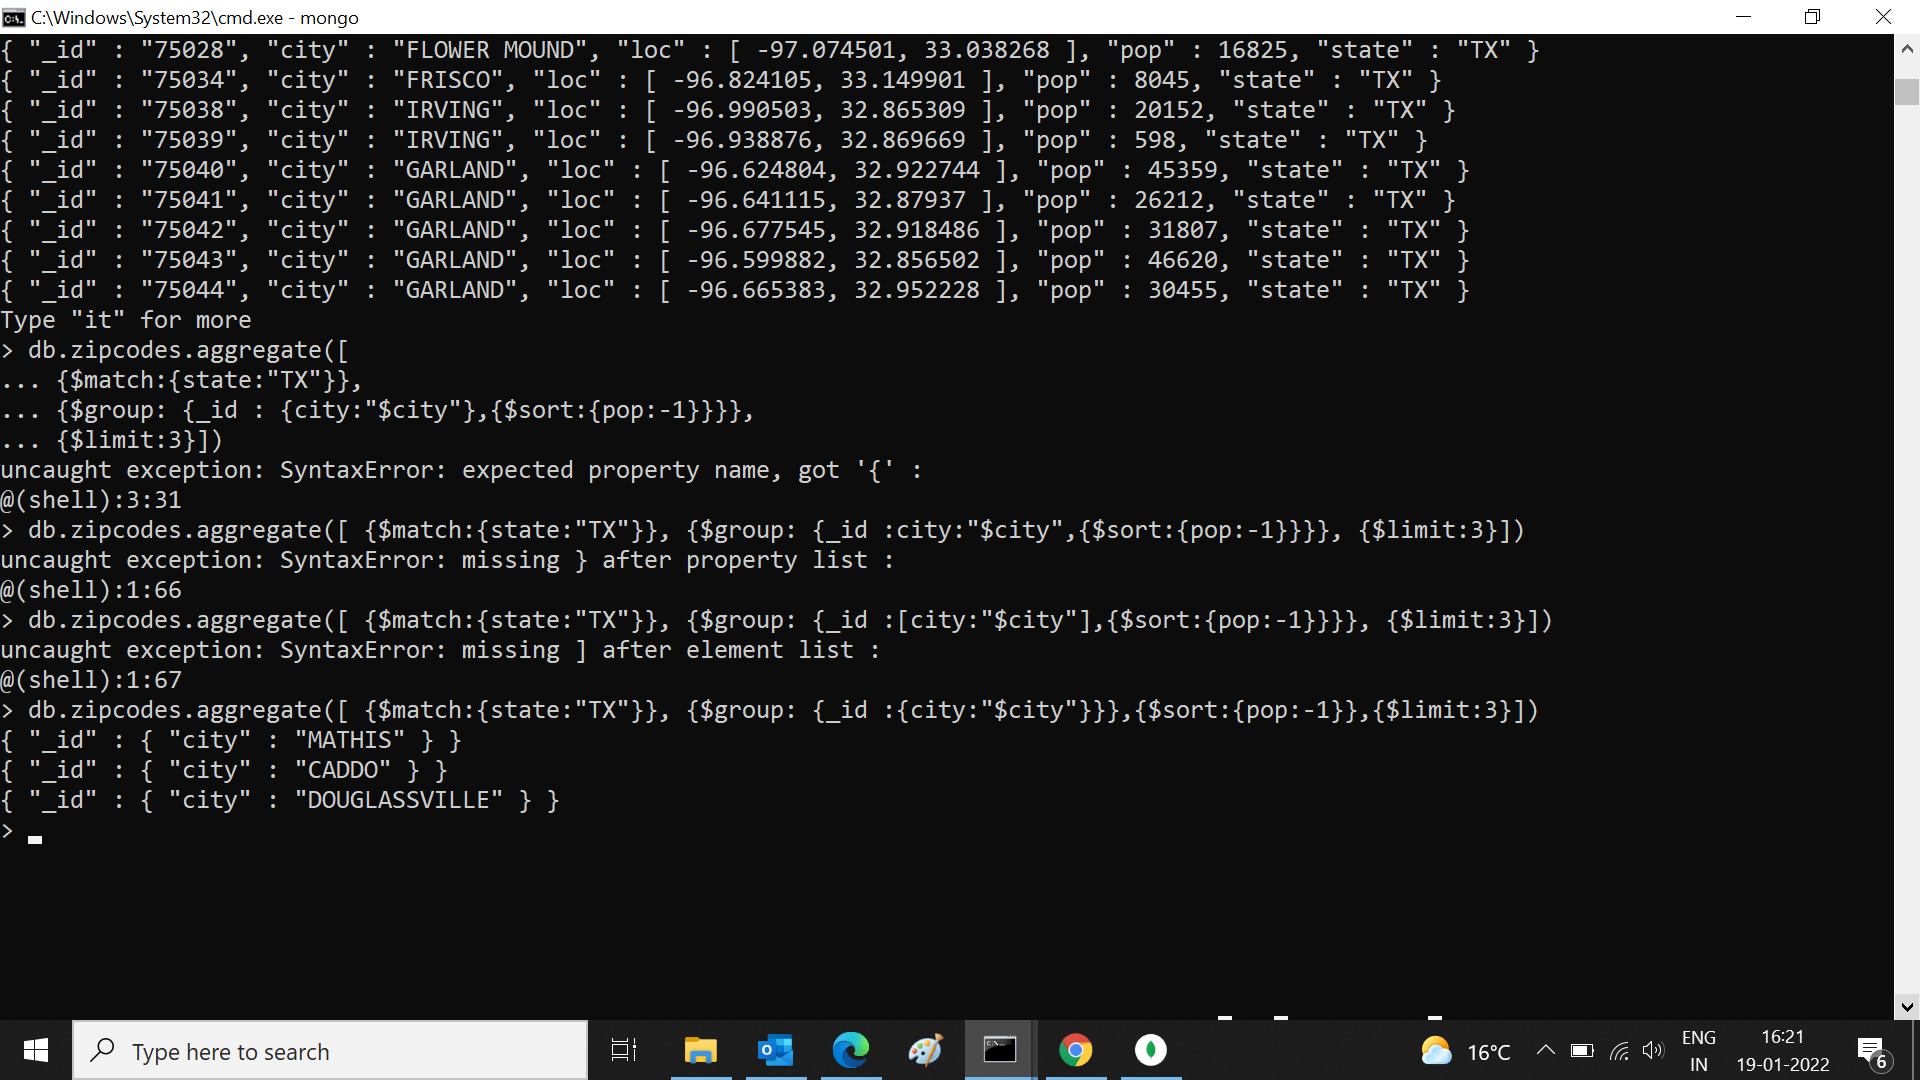 C:\Windows\System32\cmd.exe - mongo
{ "_id" : "75028", "city" : "FLOWER MOUND", "loc" : [ -97.074501, 33.038268 ], "pop" : 16825, "state" : "TX" }
{ "_id" : "75034", "city" : "FRISCO", "loc" : [ -96.824105, 33.149901 ], "pop" : 8045, "state" : "TX" }
{ "_id" : "75038", "city" : "IRVING", "loc" : [ -96.990503, 32.865309 ], "pop" : 20152, "state" : "TX" }
{ "_id" : "75039", "city" : "IRVING", "loc" : [ -96.938876, 32.869669 ], "pop" : 598, "state" : "TX" }
{ "_id" : "75040", "city" : "GARLAND", "loc" : [ -96.624804, 32.922744 ], "pop" : 45359, "state" : "TX" }
{ "_id" : "75041", "city" : "GARLAND", "loc" : [ -96.641115, 32.87937 ], "pop" : 26212, "state" : "TX" }
{ "_id" : "75042", "city" : "GARLAND", "loc" : [ -96.677545, 32.918486 ], "pop" : 31807, "state" : "TX" }
{ "_id" : "75043", "city" : "GARLAND", "loc" : [ -96.599882, 32.856502 ], "pop" : 46620, "state" : "TX" }
{ "_id" : "75044", "city" : "GARLAND", "loc" : [ -96.665383, 32.952228 ], "pop" : 30455, "state" : "TX" }
Type "it" for more
> db.zipcodes.aggregate([
... {$match:{state:"TX"}},
... {$group: {_id : {city:"$city"},{$sort:{pop:-1}}}},
... {$limit:3}])
uncaught exception: SyntaxError: expected property name, got '{' :
@(shell):3:31
> db.zipcodes.aggregate([ {$match:{state:"TX"}}, {$group: {_id :city:"$city",{$sort:{pop:-1}}}}, {$limit:3}])
uncaught exception: SyntaxError: missing } after property list :
@(shell):1:66
> db.zipcodes.aggregate([ {$match:{state:"TX"}}, {$group: {_id :[city:"$city"],{$sort:{pop:-1}}}}, {$limit:3}])
uncaught exception: SyntaxError: missing ] after element list :
@(shell):1:67
> db.zipcodes.aggregate([ {$match:{state:"TX"}}, {$group: {_id :{city:"$city"}}},{$sort:{pop:-1}},{$limit:3}])
{ "_id" : { "city" : "MATHIS" } }
{ "_id" : { "city" : "CADDO" } }
{ "_id" : { "city" : "DOUGLASSVILLE" } }
>
Type here to search
16°C
ENG
IN
16:21
19-01-2022
6